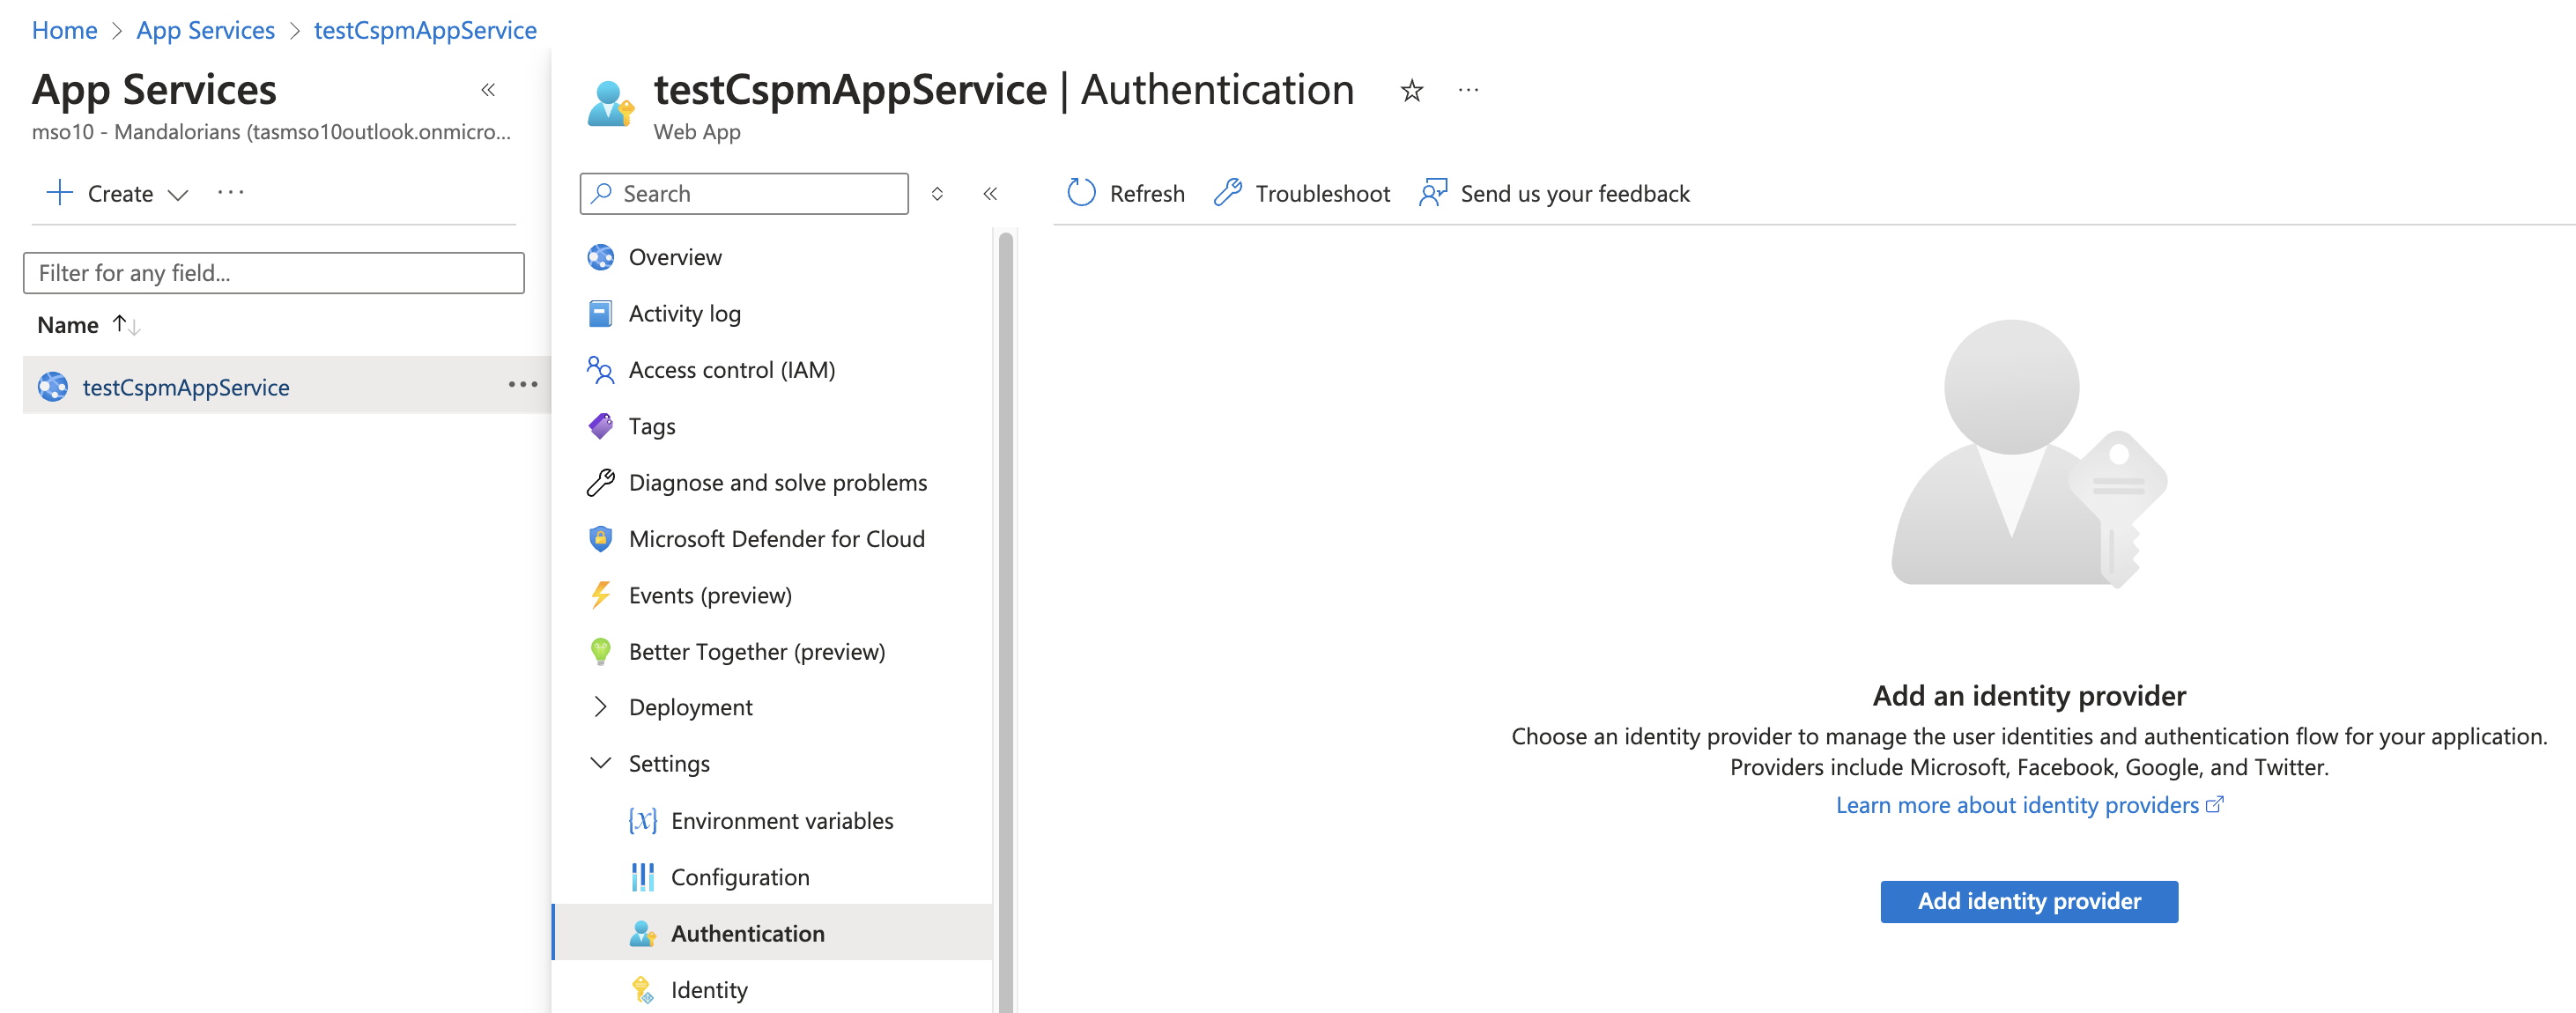 Home > App Services > testCspmAppService
App Services
mso10 - Mandalorians (tasmso10outlook.onmicro...
Create
Filter for any field...
Name
testCspmAppService
testCspmAppService | Authentication
Web App
Search
Overview
Activity log
Access control (IAM)
Tags
Diagnose and solve problems
Microsoft Defender for Cloud
Events (preview)
Better Together (preview)
Deployment
Settings
Environment variables
Configuration
Authentication
Identity
Refresh
Troubleshoot
Send us your feedback
Add an identity provider
Choose an identity provider to manage the user identities and authentication flow for your application.
Providers include Microsoft, Facebook, Google, and Twitter.
Learn more about identity providers
Add identity provider